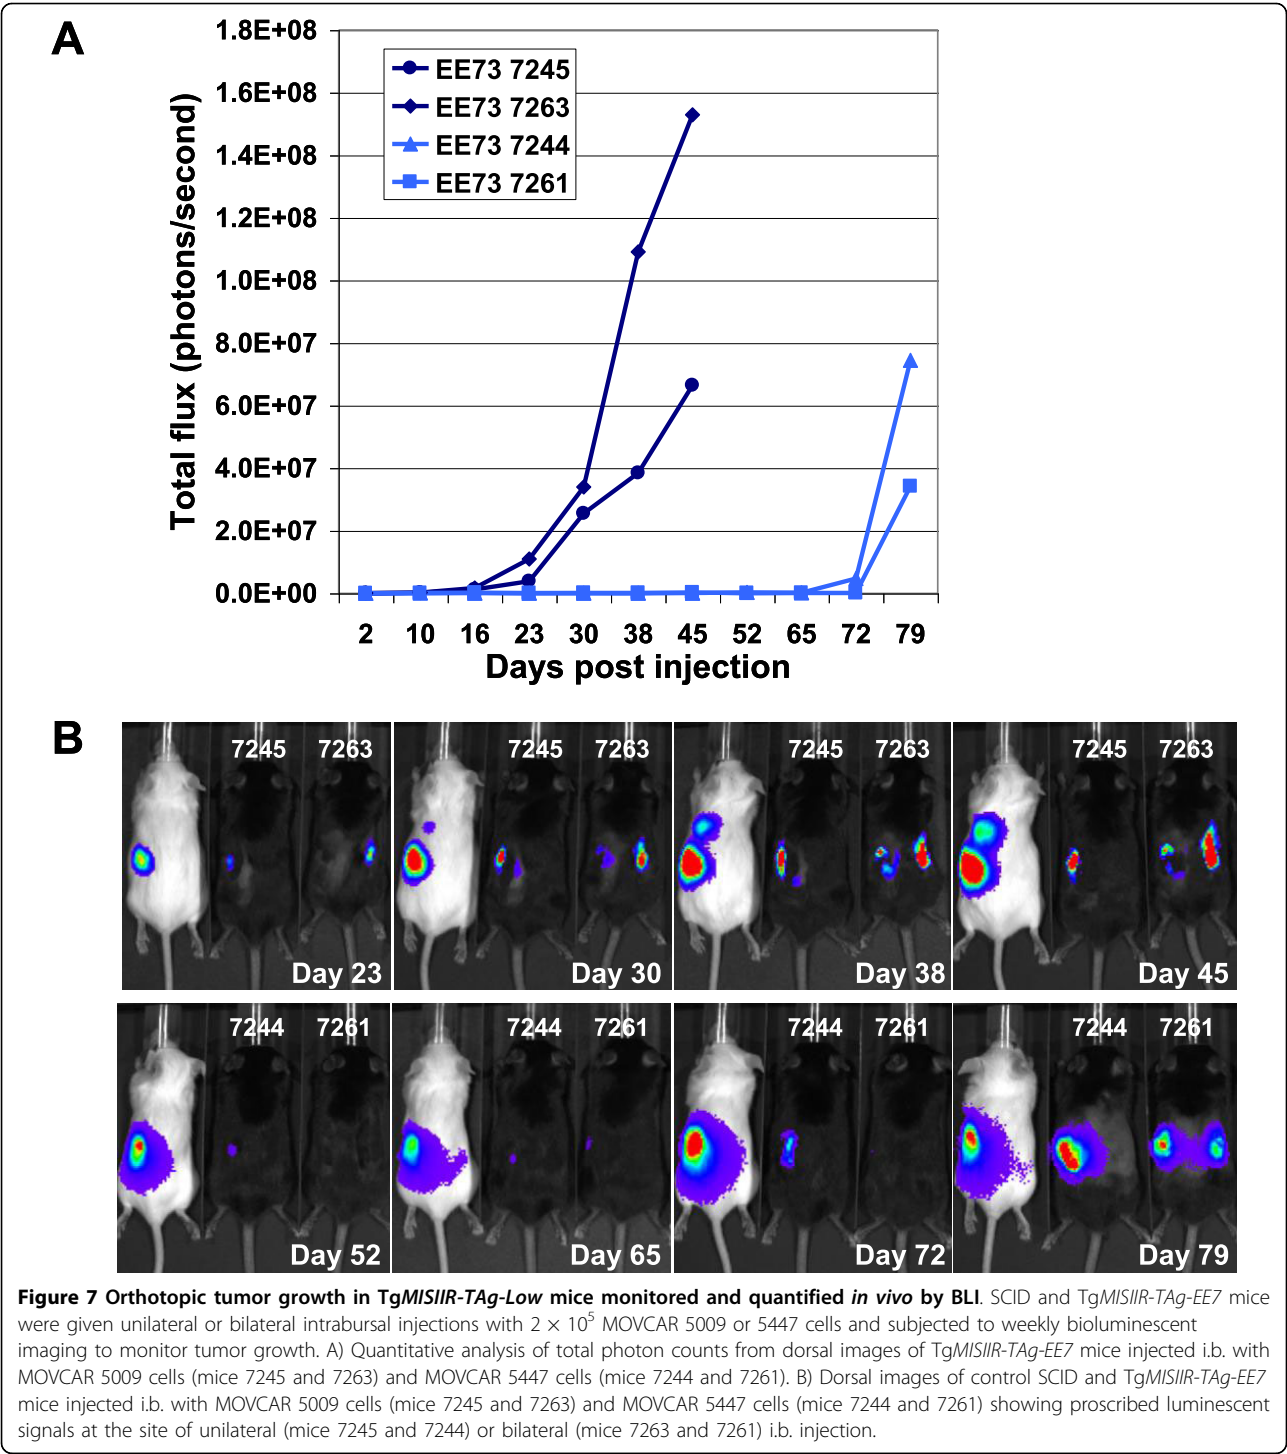 A
1.8E+08
1.6E+08
1.4E+08
1.2E+08
1.0E+08
8.0E+07
6.0E+07
4.0E+07
2.0E+07
0.0E+00
Total flux (photons/second)
EE73 7245
EE73 7263
EE73 7244
EE73 7261
2 10 16 23 30 38 45 52 65 72 79
Days post injection
B
7245 7263 7245 7263 7245 7263 7245 7263
Day 23 Day 30 Day 38 Day 45
7244 7261 7244 7261 7244 7261 7244 7261
Day 52 Day 65 Day 72 Day 79
Figure 7 Orthotopic tumor growth in TgMISIIR-TAg-Low mice monitored and quantified in vivo by BLI. SCID and TgMISIIR-TAg-EE7 mice
were given unilateral or bilateral intrabursal injections with 2 × 10⁵ MOVCAR 5009 or 5447 cells and subjected to weekly bioluminescent
imaging to monitor tumor growth. A) Quantitative analysis of total photon counts from dorsal images of TgMISIIR-TAg-EE7 mice injected i.b. with
MOVCAR 5009 cells (mice 7245 and 7263) and MOVCAR 5447 cells (mice 7244 and 7261). B) Dorsal images of control SCID and TgMISIIR-TAg-EE7
mice injected i.b. with MOVCAR 5009 cells (mice 7245 and 7263) and MOVCAR 5447 cells (mice 7244 and 7261) showing proscribed luminescent
signals at the site of unilateral (mice 7245 and 7244) or bilateral (mice 7263 and 7261) i.b. injection.